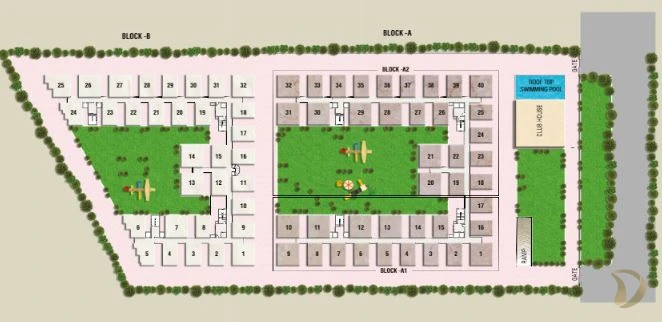 BLOCK -B
BLOCK -A
GATE
BLOCK -A2
25 26 27 28 29 30 31 32
32 33 34 35 36 37 38 39 40
ROOF TOP
SWIMMING POOL
24 23 22 21 20 19 18
31 30 29 28 27 26 25
CLUB HOUSE
17
24
14 15 16
21 22 23
13 12 11
20 19 18
10
17
6 7 8 9
10 11 12 13 14 15 16
5 4 3 2 1
9 8 7 6 5 4 3 2 1
RAMP
BLOCK -A1
GATE